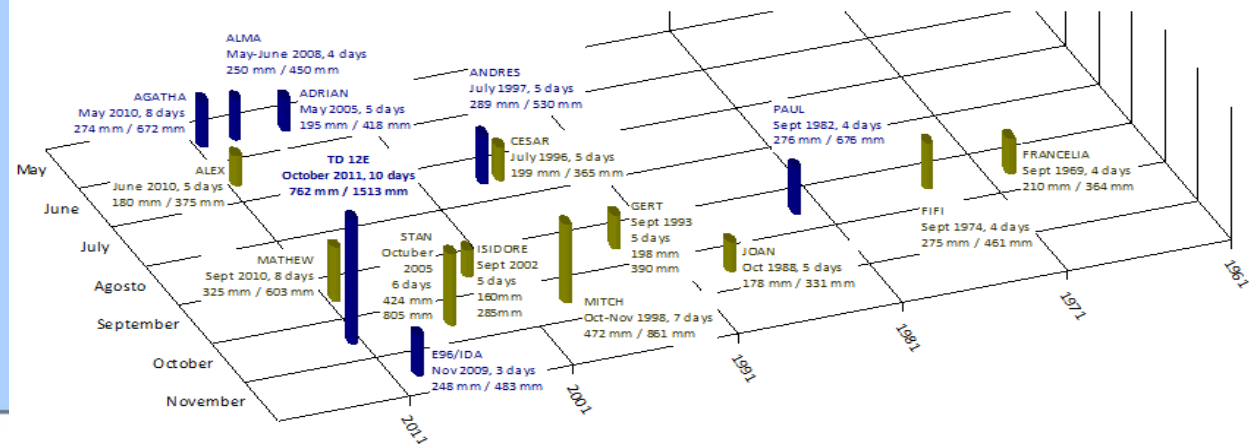 ALMA
May-June 2008, 4 days
250 mm / 450 mm
AGATHA
May 2010, 8 days
274 mm / 672 mm
ADRIAN
May 2005, 5 days
195 mm / 418 mm
ANDRES
July 1997, 5 days
289 mm / 530 mm
CESAR
July 1996, 5 days
199 mm / 365 mm
PAUL
Sept 1982, 4 days
276 mm / 676 mm
FRANCELIA
Sept 1969, 4 days
210 mm / 364 mm
FIFI
Sept 1974, 4 days
275 mm / 461 mm
ALEX
June 2010, 5 days
180 mm / 375 mm
TD 12E
October 2011, 10 days
762 mm / 1513 mm
MATHEW
Sept 2010, 8 days
325 mm / 603 mm
STAN
October
2005
6 days
424 mm
805 mm
ISIDORE
Sept 2002
5 days
160mm
285mm
GERT
Sept 1993
5 days
198 mm
390 mm
JOAN
Oct 1988, 5 days
178 mm / 331 mm
MITCH
Oct-Nov 1998, 7 days
472 mm / 861 mm
E96/IDA
Nov 2009, 3 days
248 mm / 483 mm
May
June
July
Agosto
September
October
November
2011
2001
1991
1981
1971
1961